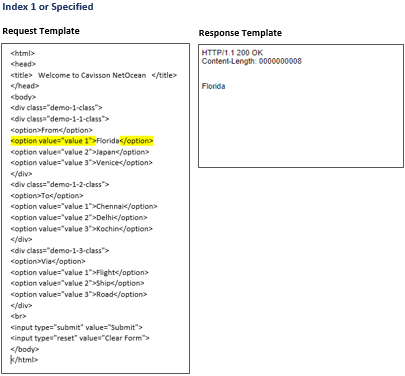 Index 1 or Specified
Request Template
<html>
<head>
<title>   Welcome to Cavisson NetOcean   </title>
</head>
<body>
<div class="demo-1-class">
<div class="demo-1-1-class">
<option>From</option>
<option value="value 1">Florida</option>
<option value="value 2">Japan</option>
<option value="value 3">Venice</option>
</div>
<div class="demo-1-2-class">
<option>To</option>
<option value="value 1">Chennai</option>
<option value="value 2">Delhi</option>
<option value="value 3">Kochin</option>
</div>
<div class="demo-1-3-class">
<option>Via</option>
<option value="value 1">Flight</option>
<option value="value 2">Ship</option>
<option value="value 3">Road</option>
</div>
<br>
<input type="submit" value="Submit">
<input type="reset" value="Clear Form">
</body>
</html>
Response Template
HTTP/1.1 200 OK
Content-Length: 0000000008
Florida